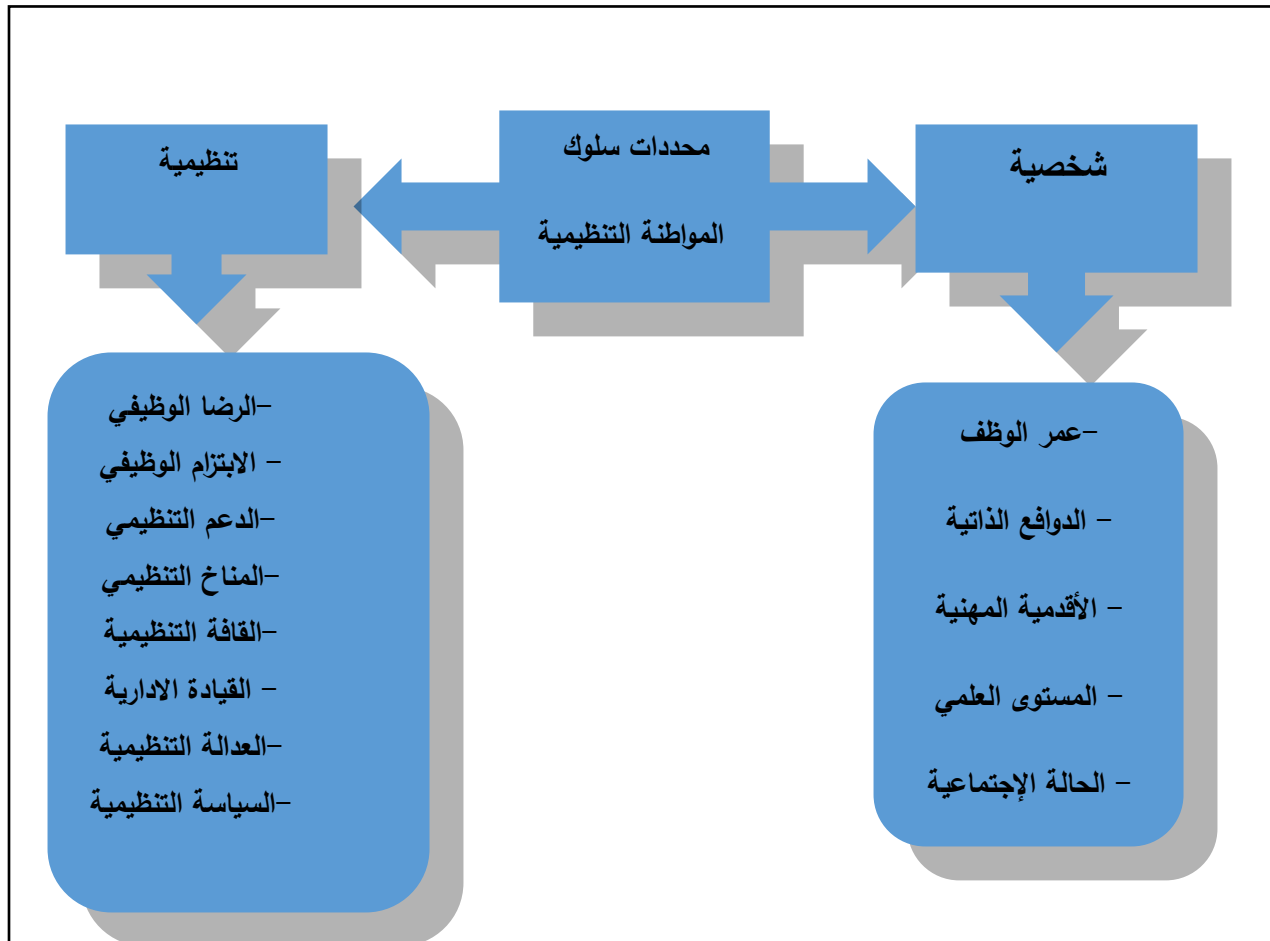 محددات سلوك
المواطنة التنظيمية
شخصية
تنظيمية
-عمر الوظف
- الدوافع الذاتية
- الأقدمية المهنية
- المستوى العلمي
- الحالة الإجتماعية
-الرضا الوظيفي
- الابتزام الوظيفي
-الدعم التنظيمي
-المناخ التنظيمي
-القافة التنظيمية
- القيادة الادارية
-العدالة التنظيمية
-السياسة التنظيمية